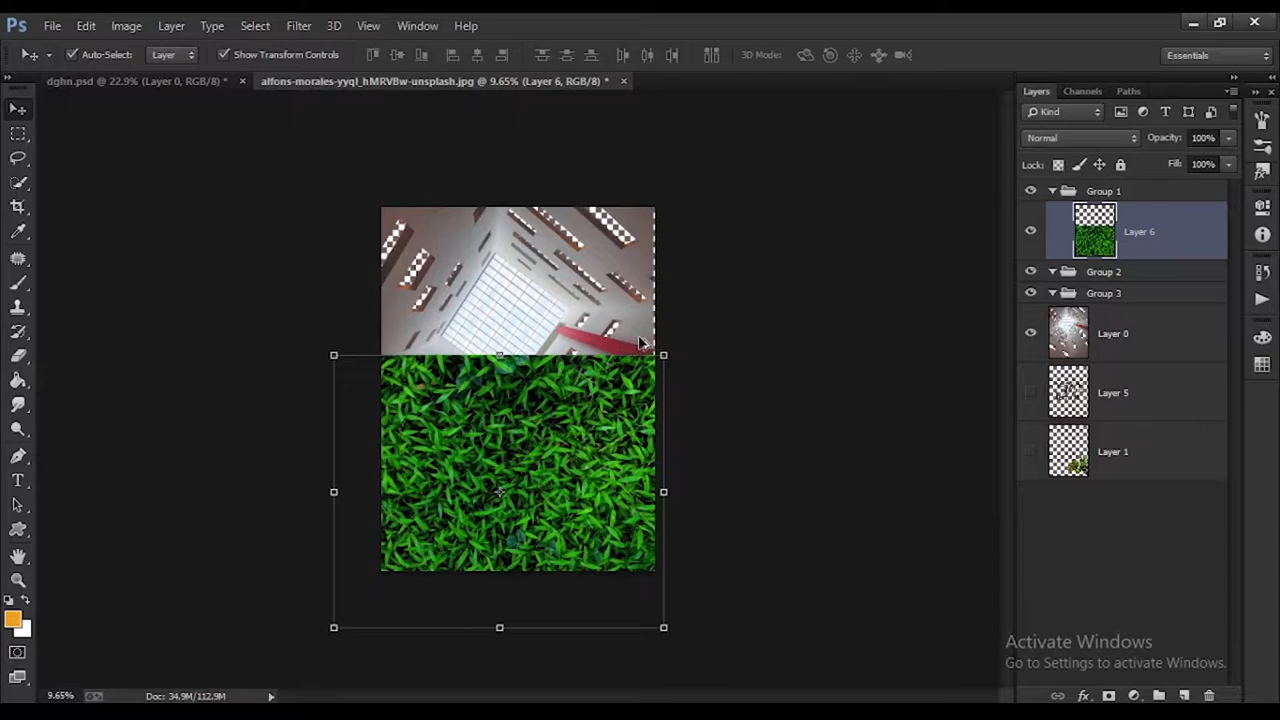 Ps File Edit Image Layer Type Select Filter 3D View Window Help
Auto-Select: Layer Show Transform Controls 3D Mode: Essentials
dghn.psd @ 22.9% (Layer 0, RGB/8) * × alfons-morales-yyql_hMRVBw-unsplash.jpg @ 9.65% (Layer 6, RGB/8) * ×
Layers Channels Paths
Kind
Normal Opacity: 100%
Lock: Fill: 100%
Group 1
Layer 6
Group 2
Group 3
Layer 0
Layer 5
Layer 1
Activate Windows
Go to Settings to activate Windows.
9.65% Doc: 34.9M/112.9M